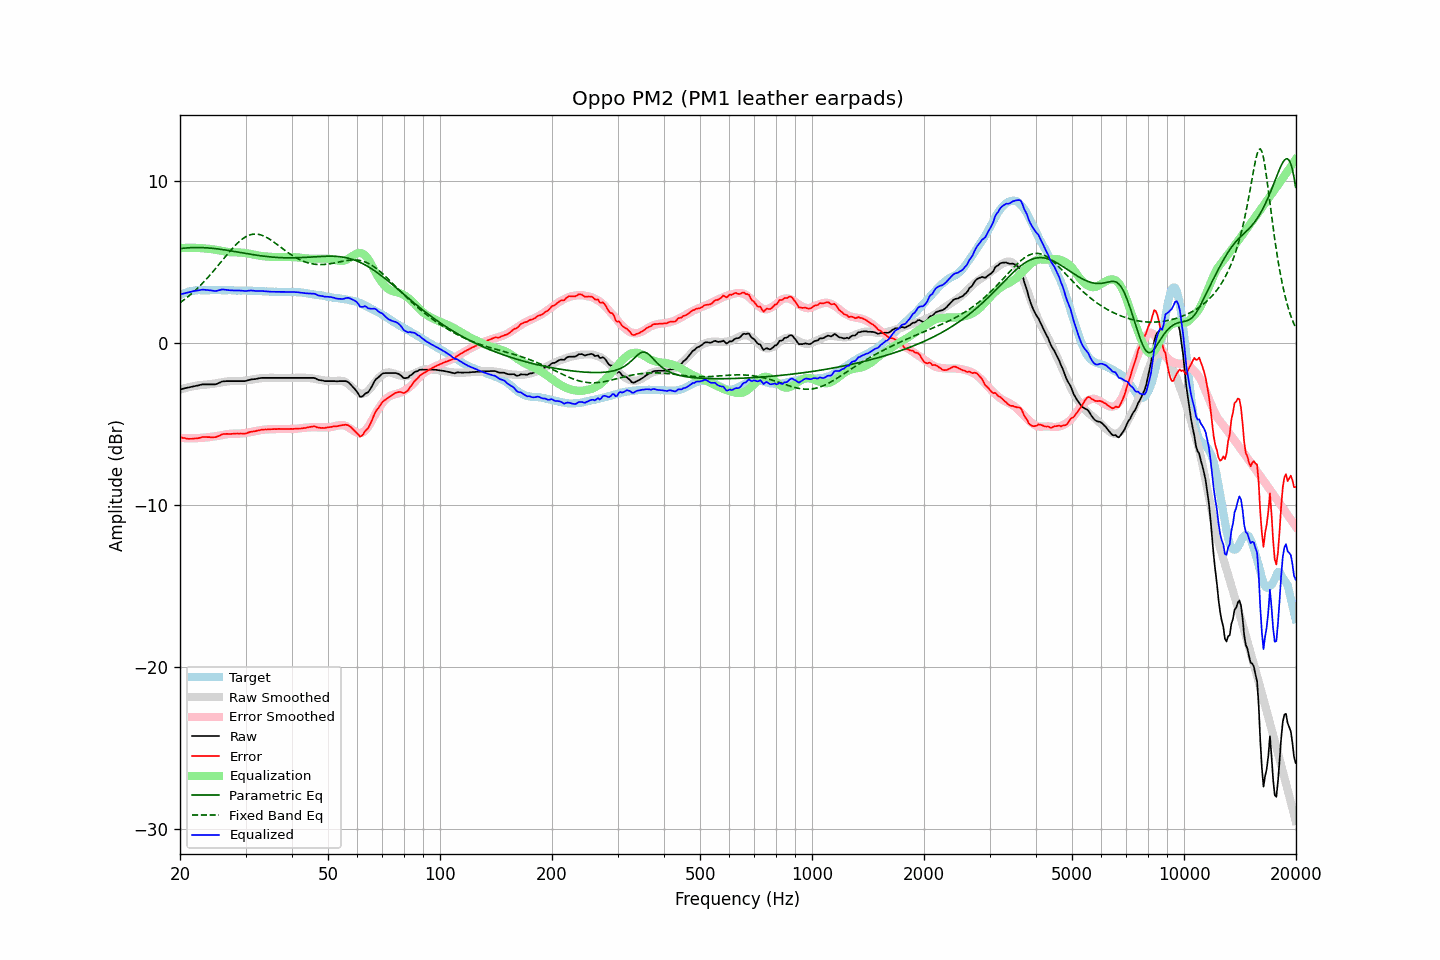 Oppo PM2 (PM1 leather earpads)
Amplitude (dBr)
10
0
−10
−20
−30
Target
Raw Smoothed
Error Smoothed
Raw
Error
Equalization
Parametric Eq
Fixed Band Eq
Equalized
20 50 100 200 500 1000 2000 5000 10000 20000
Frequency (Hz)